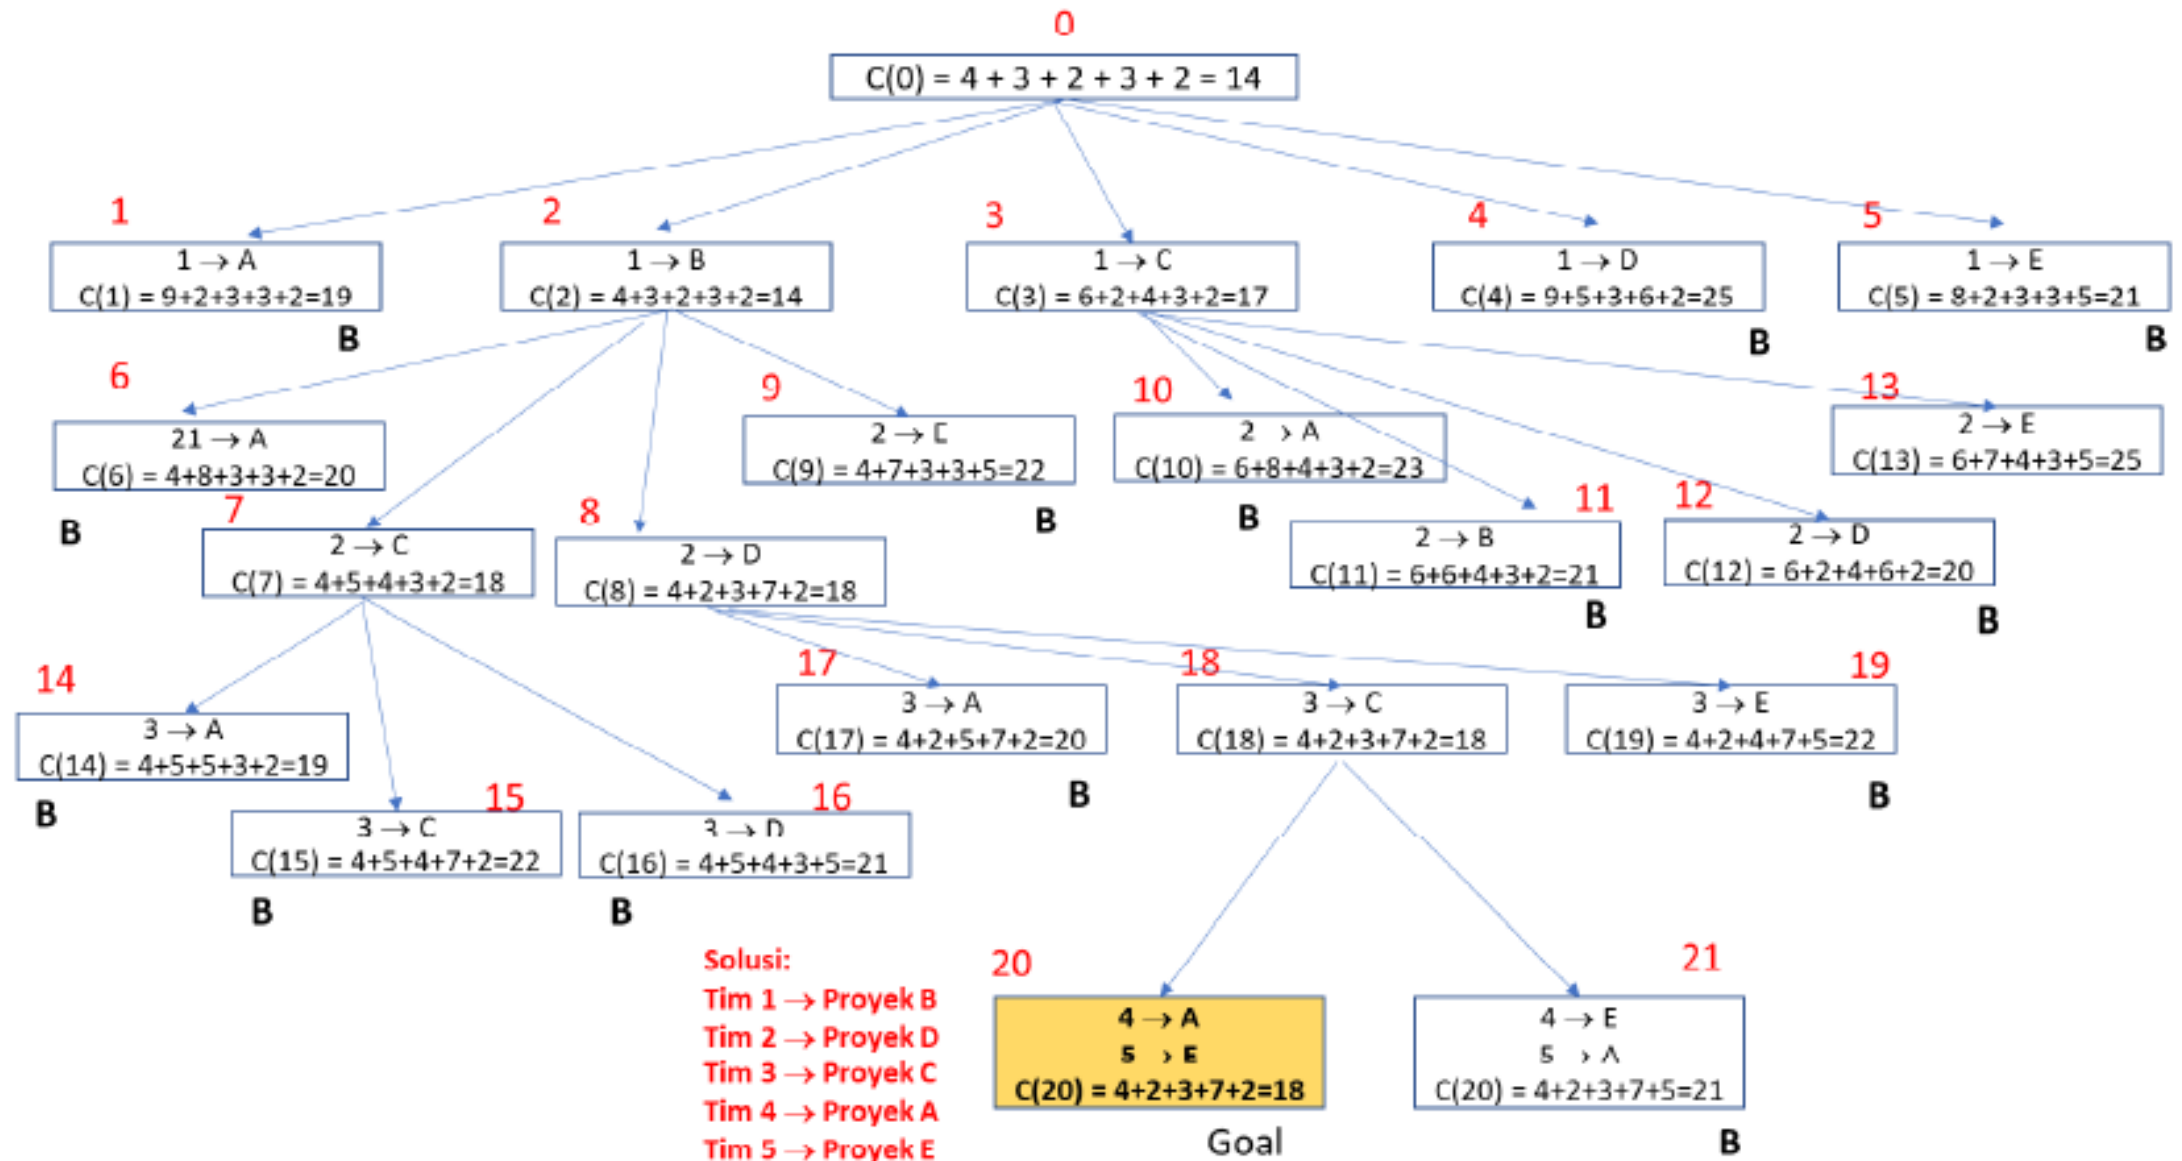 0
C(0) = 4 + 3 + 2 + 3 + 2 = 14
1
1 → A
C(1) = 9+2+3+3+2=19
B
2
1 → B
C(2) = 4+3+2+3+2=14
3
1 → C
C(3) = 6+2+4+3+2=17
4
1 → D
C(4) = 9+5+3+6+2=25
B
5
1 → E
C(5) = 8+2+3+3+5=21
B
6
21 → A
C(6) = 4+8+3+3+2=20
B
7
2 → C
C(7) = 4+5+4+3+2=18
8
2 → D
C(8) = 4+2+3+7+2=18
9
2 → E
C(9) = 4+7+3+3+5=22
B
10
2 → A
C(10) = 6+8+4+3+2=23
B
11
2 → B
C(11) = 6+6+4+3+2=21
B
12
2 → D
C(12) = 6+2+4+6+2=20
B
13
2 → E
C(13) = 6+7+4+3+5=25
14
3 → A
C(14) = 4+5+5+3+2=19
B
15
3 → C
C(15) = 4+5+4+7+2=22
B
16
3 → D
C(16) = 4+5+4+3+5=21
B
17
3 → A
C(17) = 4+2+5+7+2=20
B
18
3 → C
C(18) = 4+2+3+7+2=18
19
3 → E
C(19) = 4+2+4+7+5=22
B
Solusi:
Tim 1 → Proyek B
Tim 2 → Proyek D
Tim 3 → Proyek C
Tim 4 → Proyek A
Tim 5 → Proyek E
20
4 → A
5 → E
C(20) = 4+2+3+7+2=18
Goal
21
4 → E
5 → A
C(20) = 4+2+3+7+5=21
B